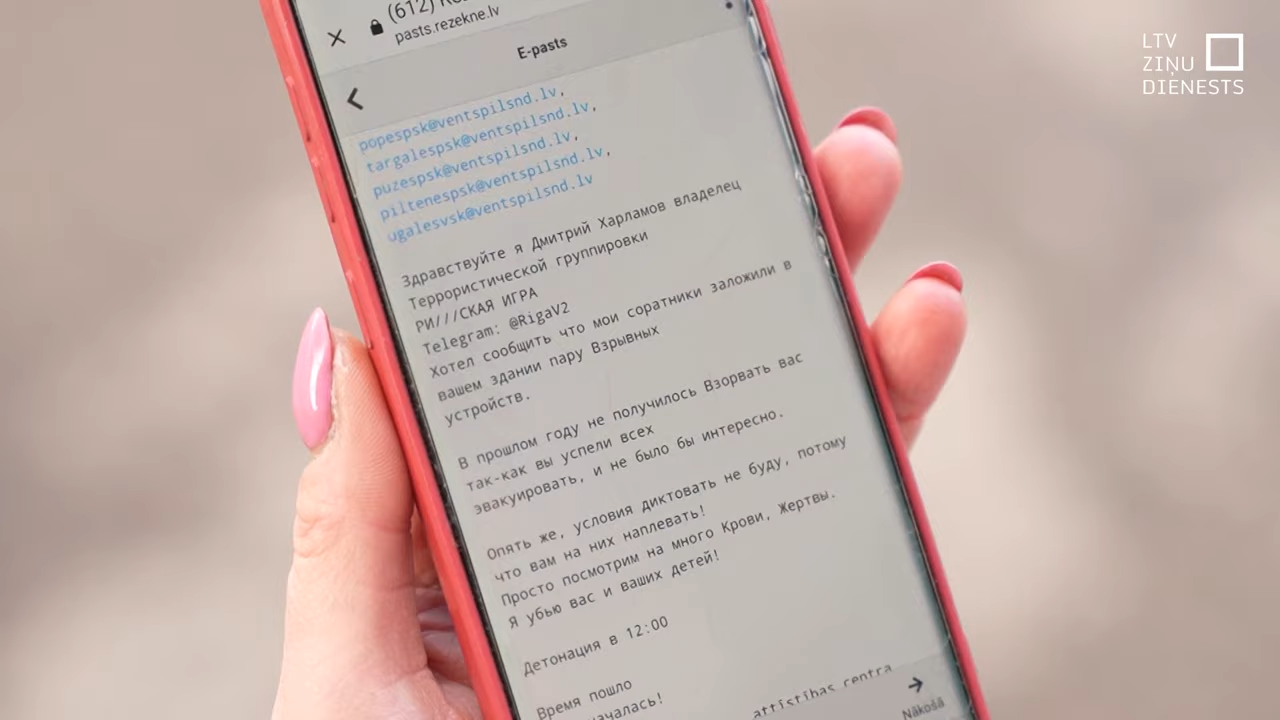 (612)
pasts.rezekne.lv
E-pasts
popespsk@ventspilsnd.lv,
targalespsk@ventspilsnd.lv,
puzespsk@ventspilsnd.lv,
piltenespsk@ventspilsnd.lv,
ugalesvsk@ventspilsnd.lv
Здравствуйте я Дмитрий Харламов владелец
Террористической группировки
РИ///СКАЯ ИГРА
Telegram: @RigaV2
Хотел сообщить что мои соратники заложили в
вашем здании пару Взрывных
устройств.
В прошлом году не получилось Взорвать вас
так-как вы успели всех
эвакуировать, и не было бы интересно.
Опять же, условия диктовать не буду, потому
что вам на них наплевать!
Просто посмотрим на много Крови, Жертвы.
Я убью вас и ваших детей!
Детонация в 12:00
Время пошло
attīstības centra
Nākošā
LTV
ZIŅU
DIENESTS